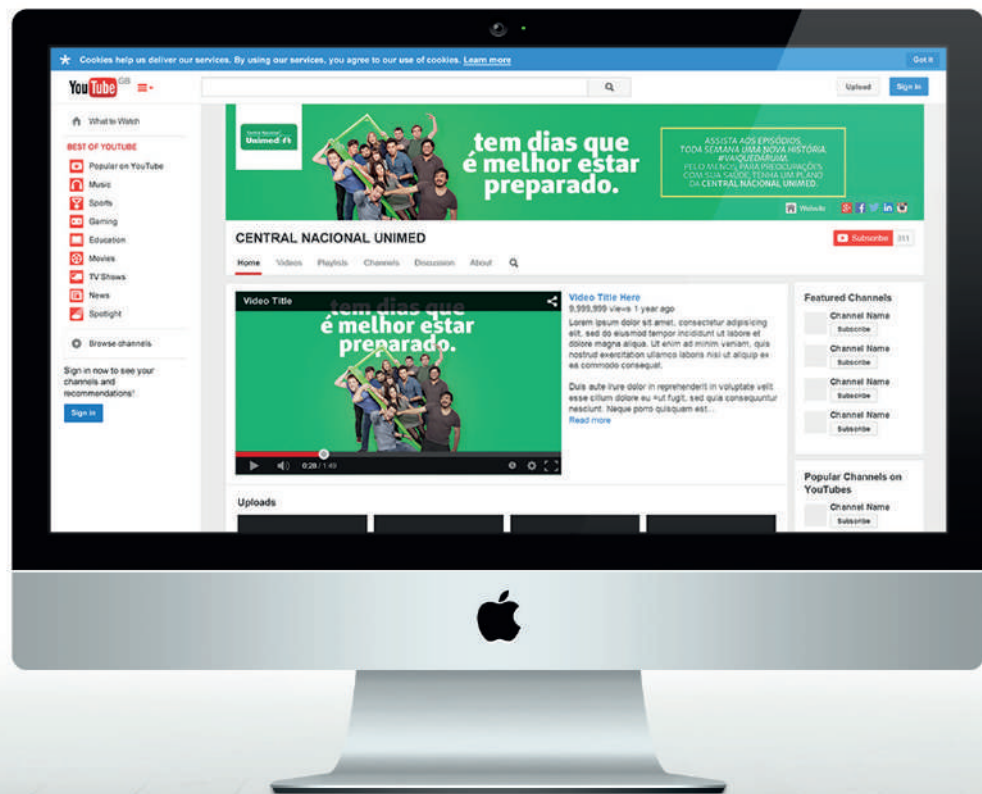 Cookies help us deliver our services. By using our services, you agree to our use of cookies. Learn more
Got it
YouTube GB
Upload
Sign in
What to Watch
BEST OF YOUTUBE
Popular on YouTube
Music
Sports
Gaming
Education
Movies
TV Shows
News
Spotlight
Browse channels
Sign in now to see your
channels and
recommendations!
Sign in
Central Nacional
Unimed
tem dias que
é melhor estar
preparado.
ASSISTA AOS EPISÓDIOS,
TODA SEMANA UMA NOVA HISTÓRIA
#VAIQUEDÁRUIM.
PELO MENOS, PARA PREOCUPAÇÕES
COM SUA SAÚDE, TENHA UM PLANO
DA CENTRAL NACIONAL UNIMED.
Website
CENTRAL NACIONAL UNIMED
Subscribe 311
Home Videos Playlists Channels Discussion About
Video Title
tem dias que
é melhor estar
preparado.
0:28 / 1:49
Video Title Here
9,999,999 views 1 year ago
Lorem ipsum dolor sit amet, consectetur adipisicing
elit, sed do eiusmod tempor incididunt ut labore et
dolore magna aliqua. Ut enim ad minim veniam, quis
nostrud exercitation ullamco laboris nisi ut aliquip ex
ea commodo consequat.
Duis aute irure dolor in reprehenderit in voluptate velit
esse cillum dolore eu +ut fugit, sed quia consequuntur
nesciunt. Neque porro quisquam est...
Read more
Uploads
Featured Channels
Channel Name
Subscribe
Channel Name
Subscribe
Channel Name
Subscribe
Channel Name
Subscribe
Popular Channels on
YouTubes
Channel Name
Subscribe